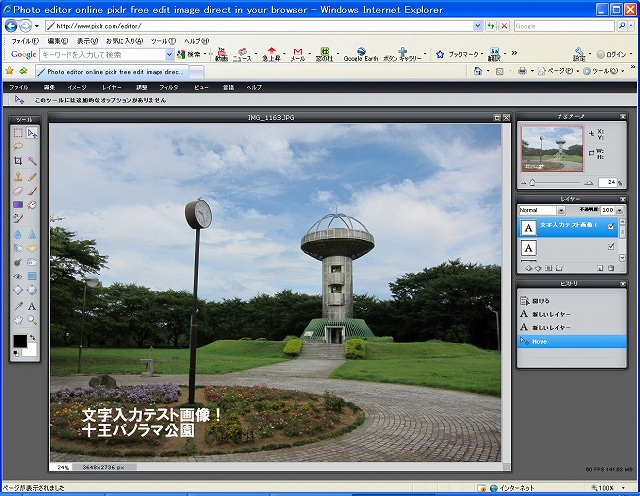 Photo editor online pixlr free edit image direct in your browser - Windows Internet Explorer
http://www.pixlr.com/editor/
Google
ファイル(F) 編集(E) 表示(V) お気に入り(A) ツール(T) ヘルプ(H)
Google キーワードを入力して検索 検索 動画 ニュース 急上昇 メール 窓の杜 Google Earth ボタン ギャラリー ブックマーク 翻訳 設定 ログイン
Photo editor online pixlr free edit image direc... ページ(P) ツール(O)
ファイル 編集 イメージ レイヤー 調整 フィルタ ビュー 言語 ヘルプ
このツールには追加的なオプションがありません
ツール
IMG_1163.JPG
X:
Y:
W:
H:
24 %
レイヤー
Normal 不透明度: 100
A 文字入力テスト画像！
A
ヒストリ
開ける
A 新しいレイヤー
A 新しいレイヤー
Move
文字入力テスト画像！
十王パノラマ公園
24% 3648x2736 px
60 FPS 141.03 MB
ページが表示されました インターネット 100%